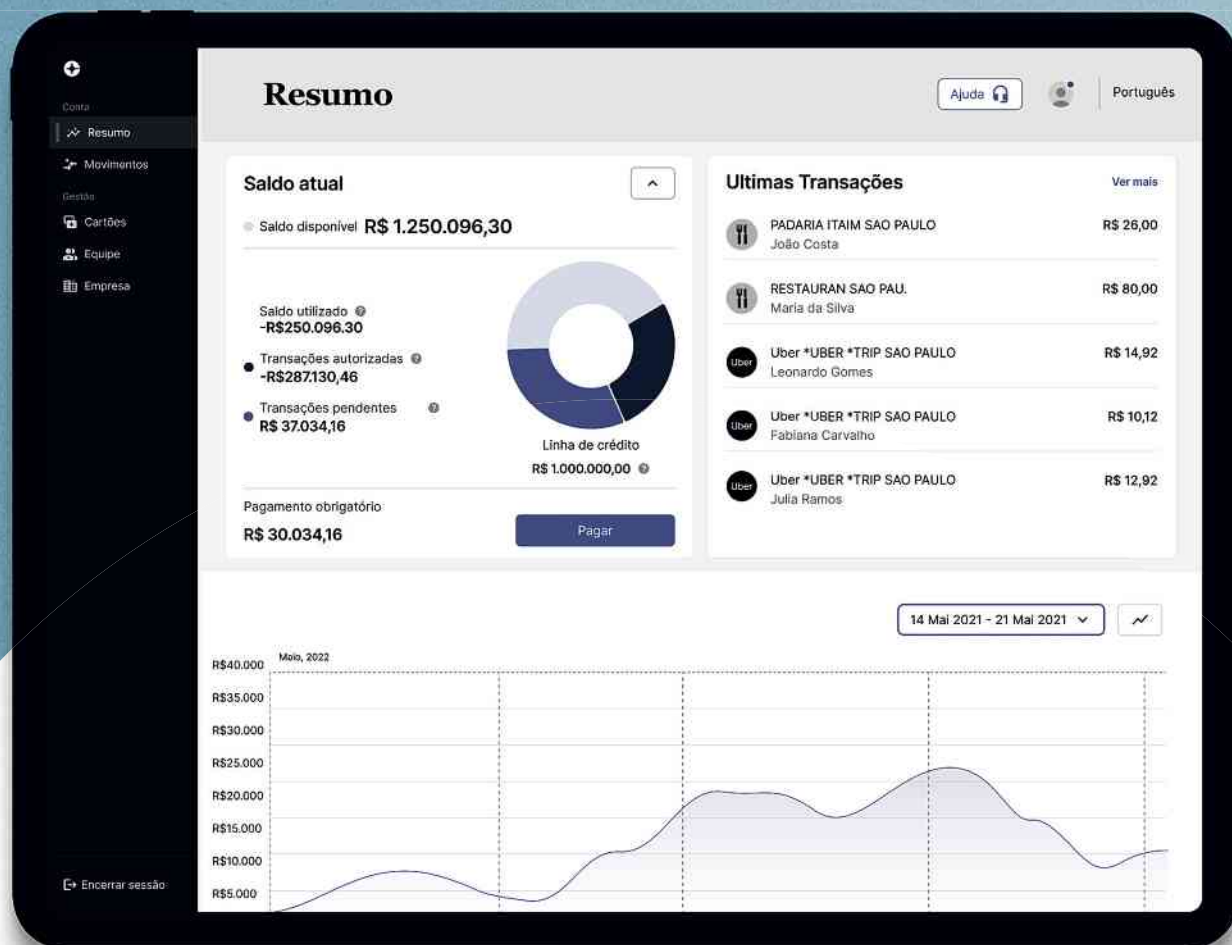 Conta
Resumo
Movimentos
Gestão
Cartões
Equipe
Empresa
Encerrar sessão
Resumo
Ajuda
Português
Saldo atual
Saldo disponível R$ 1.250.096,30
Saldo utilizado
-R$250.096.30
Transações autorizadas
-R$287.130,46
Transações pendentes
R$ 37.034,16
Linha de crédito
R$ 1.000.000,00
Pagamento obrigatório
R$ 30.034,16
Pagar
Ultimas Transações
Ver mais
PADARIA ITAIM SAO PAULO R$ 26,00
João Costa
RESTAURAN SAO PAU. R$ 80,00
Maria da Silva
Uber Uber *UBER *TRIP SAO PAULO R$ 14,92
Leonardo Gomes
Uber Uber *UBER *TRIP SAO PAULO R$ 10,12
Fabiana Carvalho
Uber Uber *UBER *TRIP SAO PAULO R$ 12,92
Julia Ramos
14 Mai 2021 - 21 Mai 2021
Maio, 2022
R$40.000
R$35.000
R$30.000
R$25.000
R$20.000
R$15.000
R$10.000
R$5.000